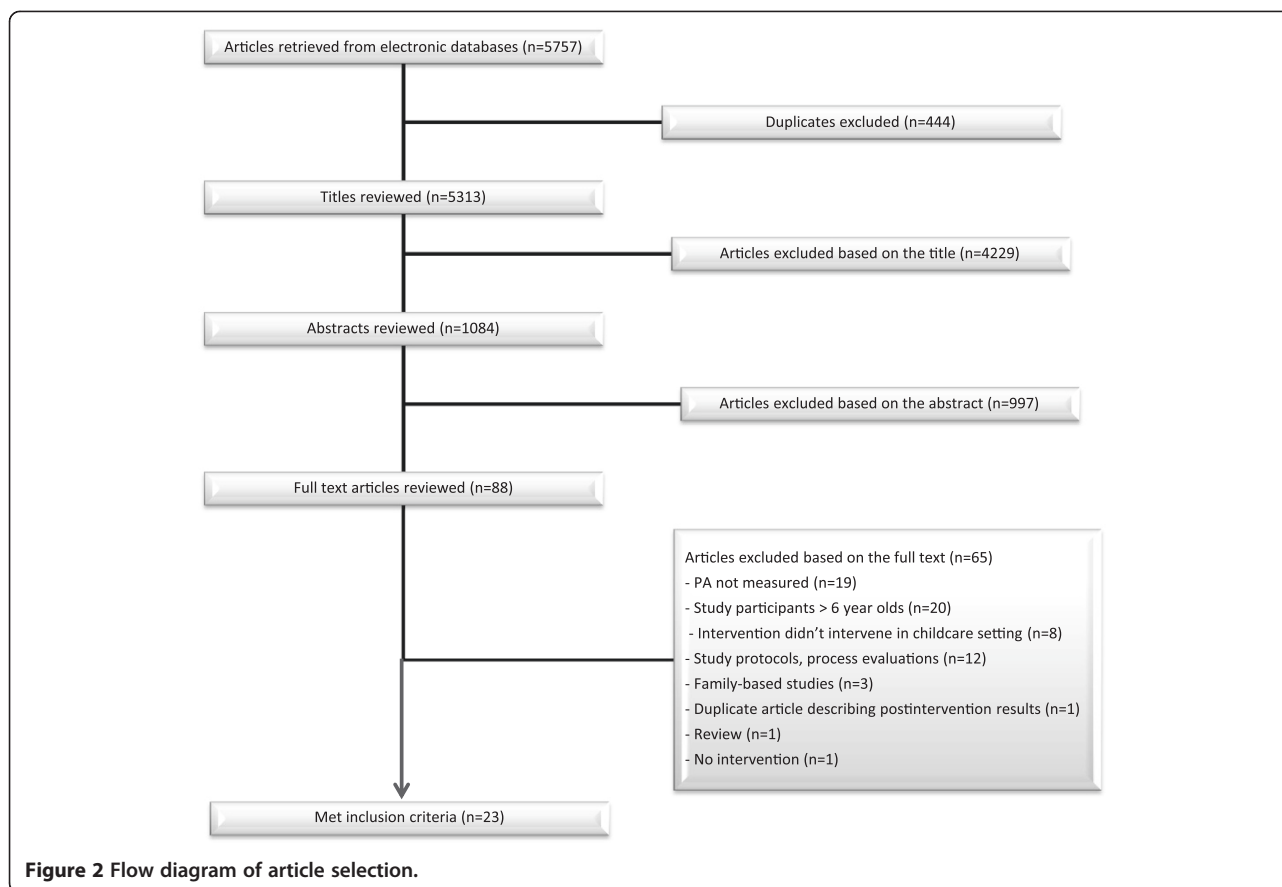 Articles retrieved from electronic databases (n=5757)
Duplicates excluded (n=444)
Titles reviewed (n=5313)
Articles excluded based on the title (n=4229)
Abstracts reviewed (n=1084)
Articles excluded based on the abstract (n=997)
Full text articles reviewed (n=88)
Articles excluded based on the full text (n=65)
- PA not measured (n=19)
- Study participants > 6 year olds (n=20)
- Intervention didn’t intervene in childcare setting (n=8)
- Study protocols, process evaluations (n=12)
- Family-based studies (n=3)
- Duplicate article describing postintervention results (n=1)
- Review (n=1)
- No intervention (n=1)
Met inclusion criteria (n=23)
Figure 2 Flow diagram of article selection.